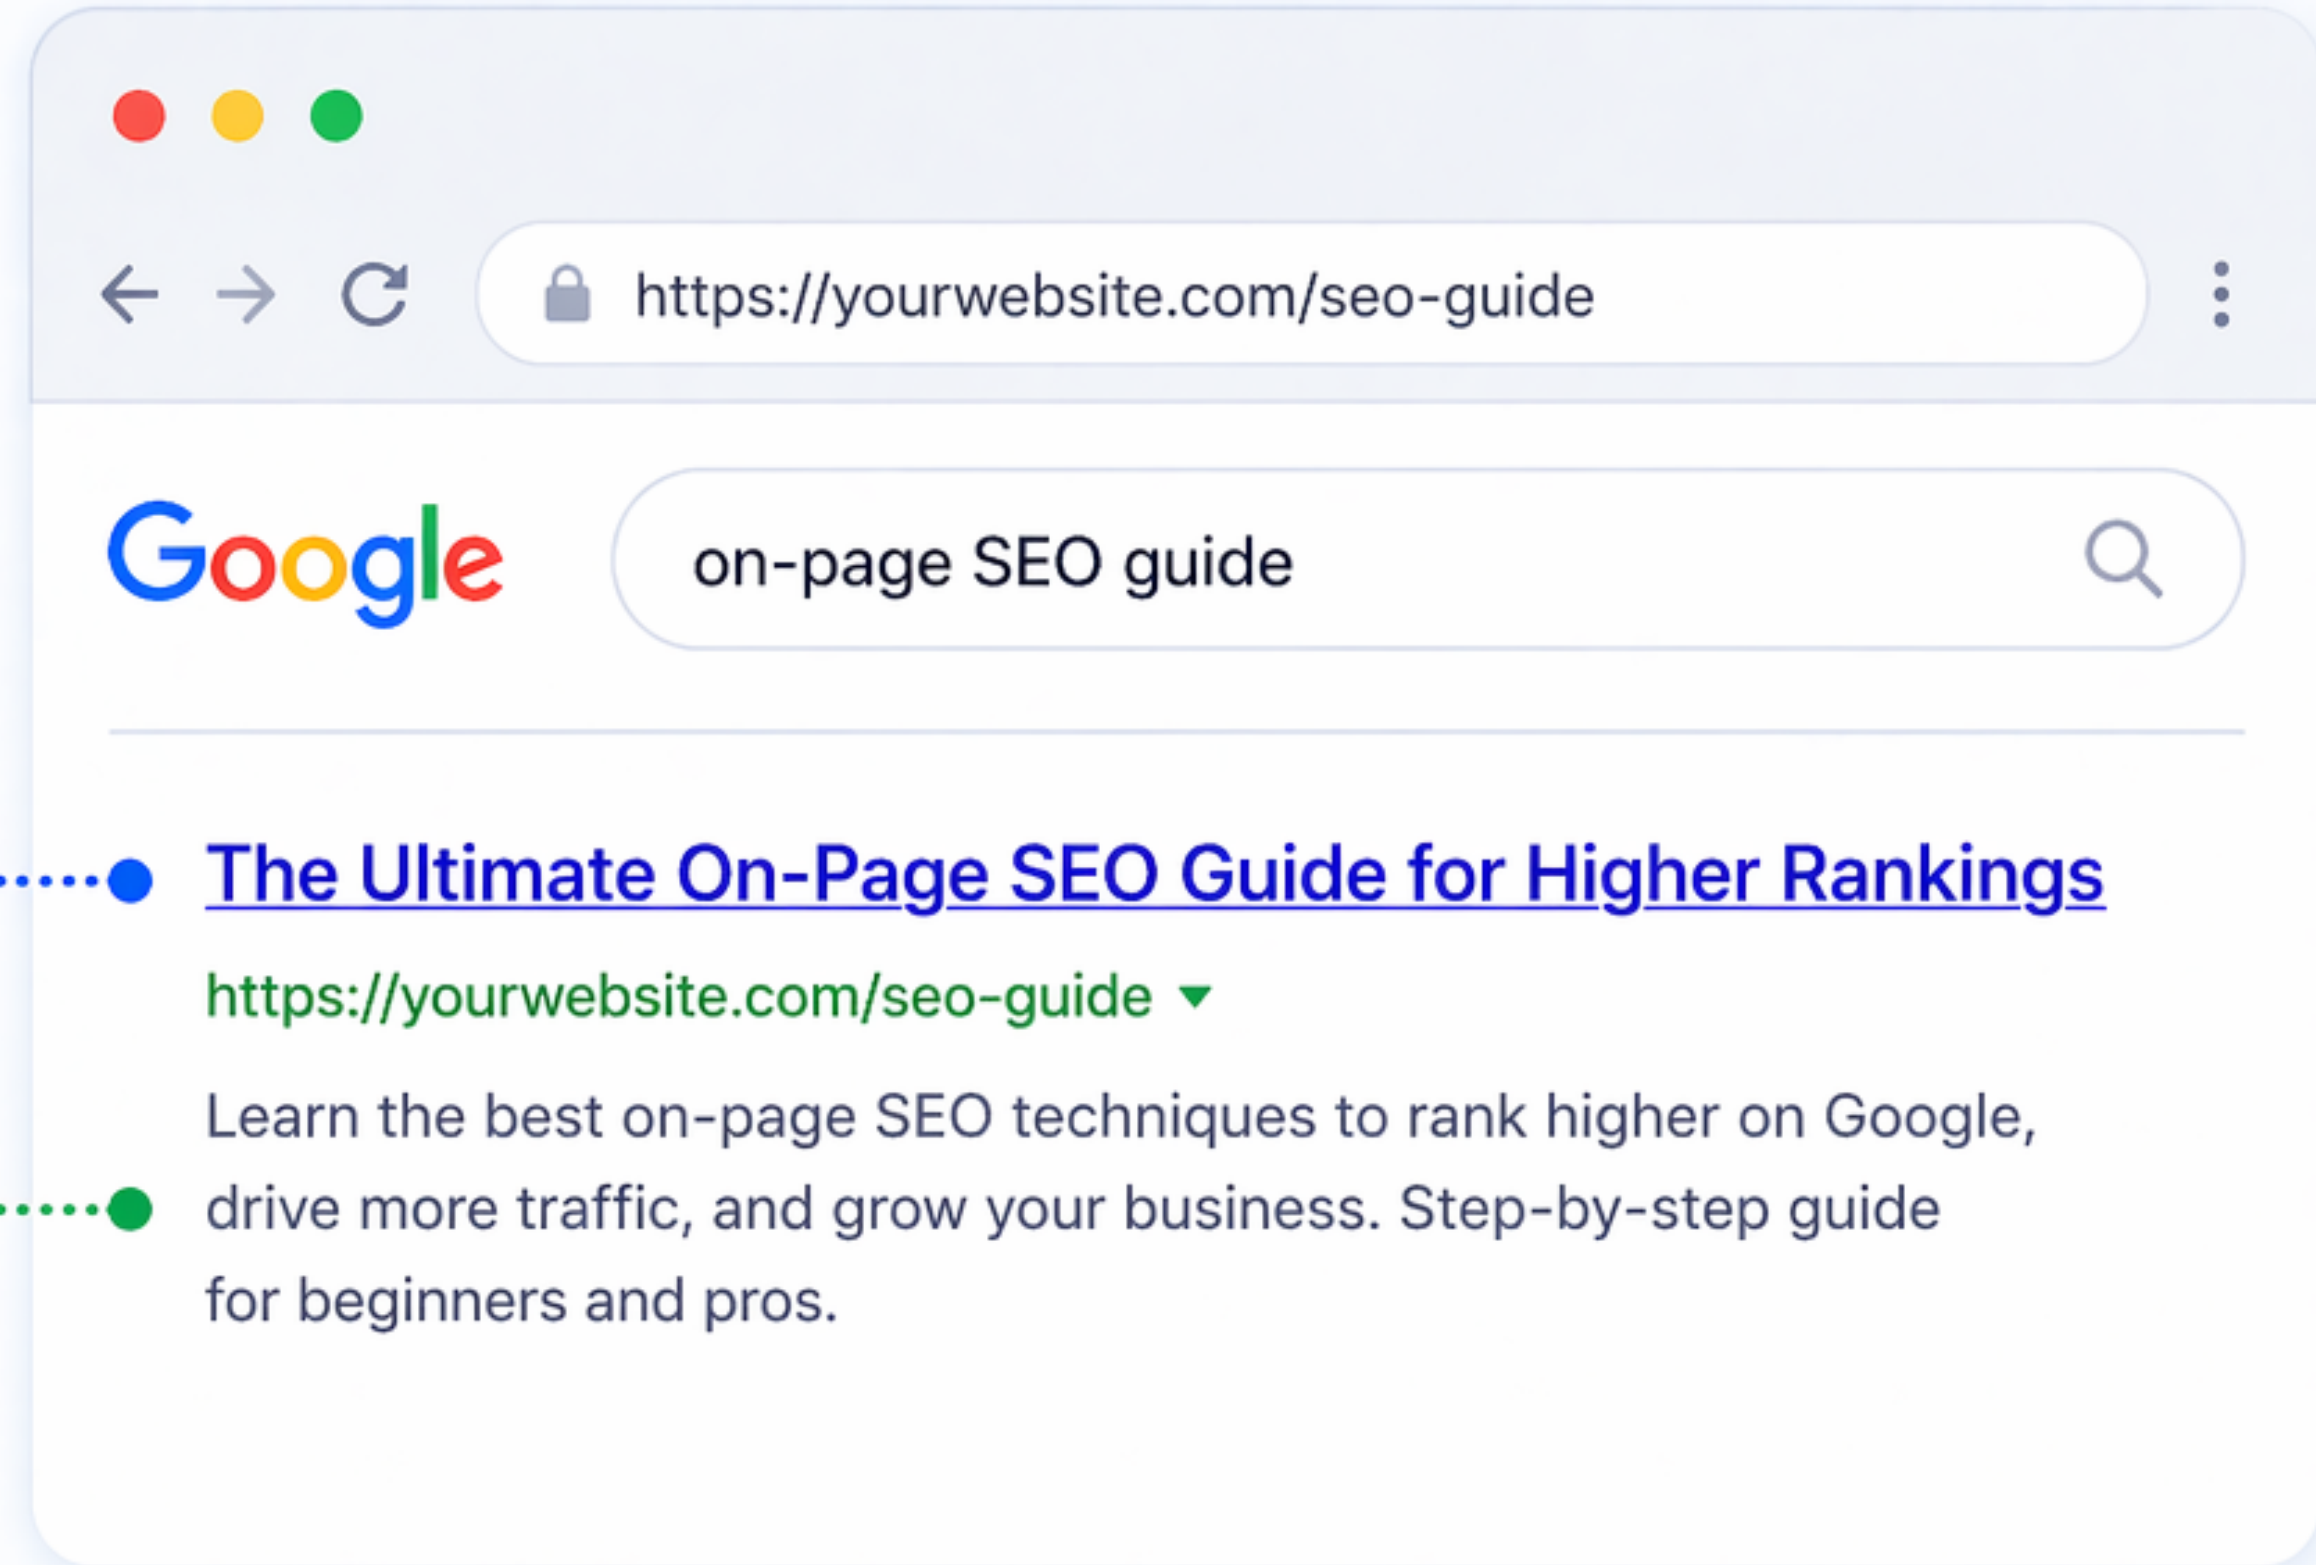 https://yourwebsite.com/seo-guide
Google
on-page SEO guide
The Ultimate On-Page SEO Guide for Higher Rankings
https://yourwebsite.com/seo-guide
Learn the best on-page SEO techniques to rank higher on Google,
drive more traffic, and grow your business. Step-by-step guide
for beginners and pros.